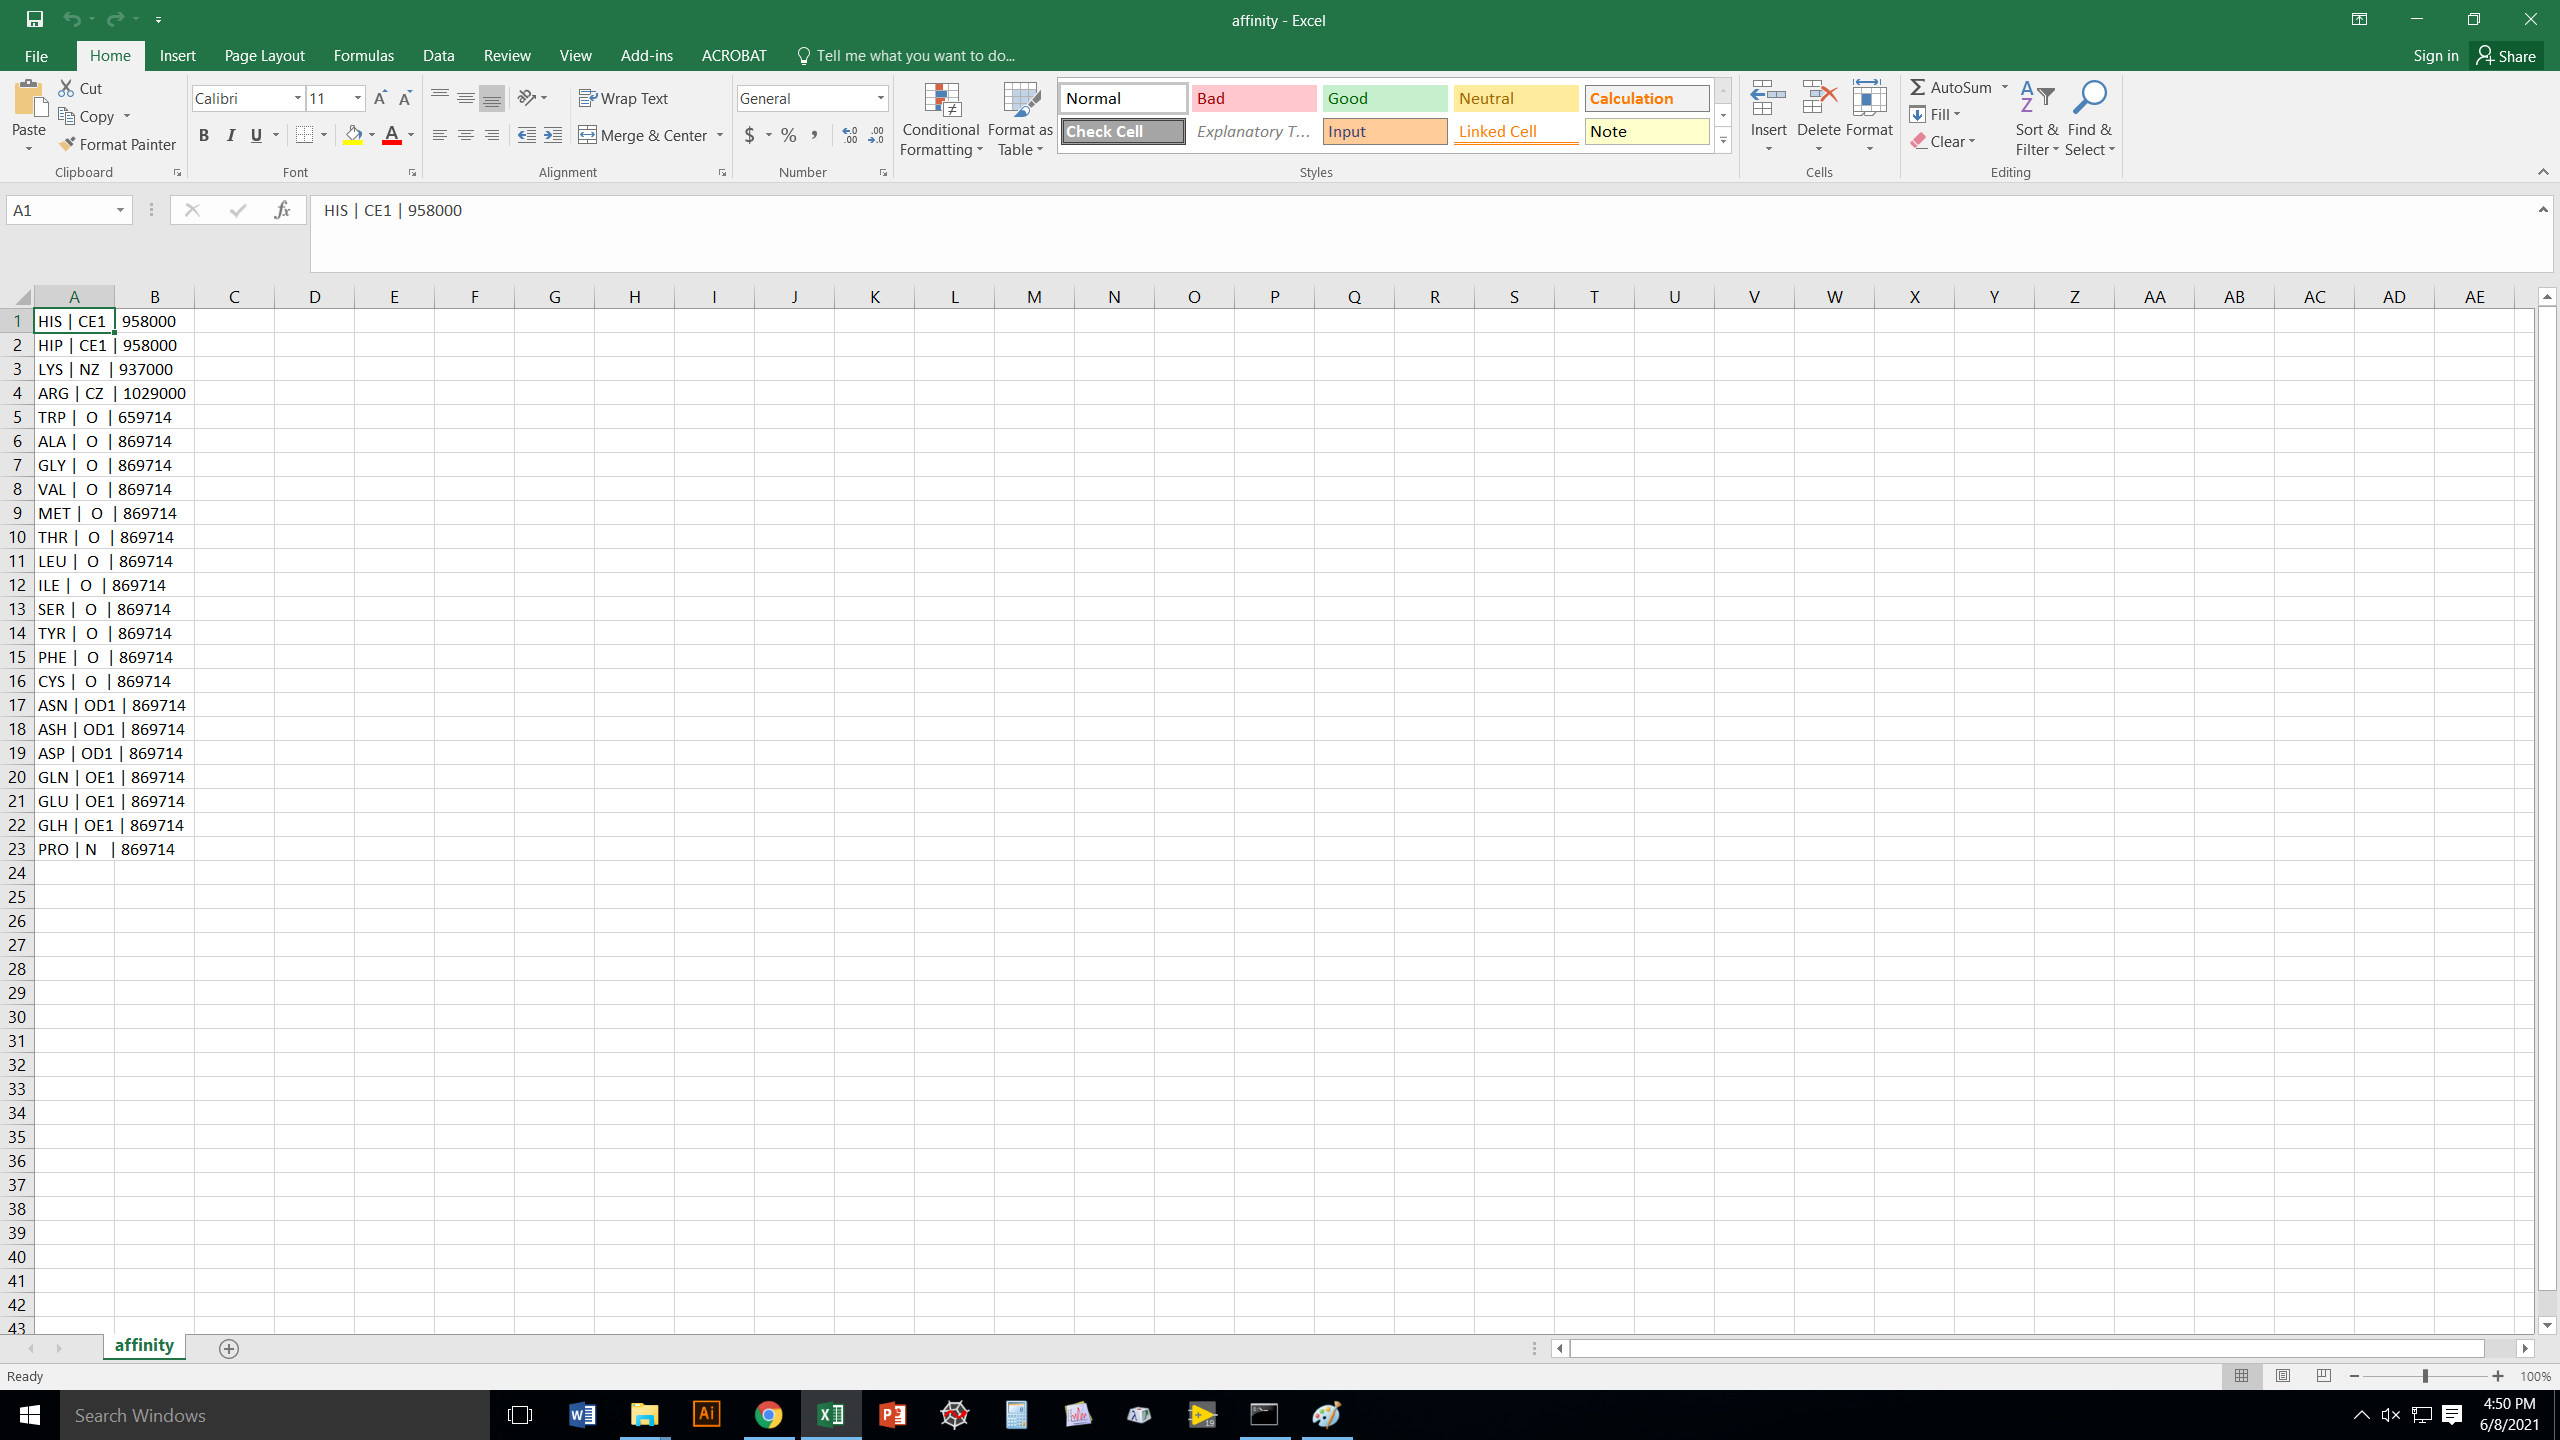 affinity - Excel
File Home Insert Page Layout Formulas Data Review View Add-ins ACROBAT Tell me what you want to do... Sign in Share
Cut
Copy
Format Painter
Paste
Clipboard
Calibri 11
B I U
Font
Wrap Text
Merge & Center
Alignment
General
$ % ,
Number
Conditional Formatting
Format as Table
Normal Bad Good Neutral Calculation
Check Cell Explanatory T... Input Linked Cell Note
Styles
Insert Delete Format
Cells
AutoSum
Fill
Clear
Sort & Filter
Find & Select
Editing
A1 fx HIS | CE1 | 958000
A B C D E F G H I J K L M N O P Q R S T U V W X Y Z AA AB AC AD AE
1 HIS | CE1 | 958000
2 HIP | CE1 | 958000
3 LYS | NZ | 937000
4 ARG | CZ | 1029000
5 TRP | O | 659714
6 ALA | O | 869714
7 GLY | O | 869714
8 VAL | O | 869714
9 MET | O | 869714
10 THR | O | 869714
11 LEU | O | 869714
12 ILE | O | 869714
13 SER | O | 869714
14 TYR | O | 869714
15 PHE | O | 869714
16 CYS | O | 869714
17 ASN | OD1 | 869714
18 ASH | OD1 | 869714
19 ASP | OD1 | 869714
20 GLN | OE1 | 869714
21 GLU | OE1 | 869714
22 GLH | OE1 | 869714
23 PRO | N | 869714
24
25
26
27
28
29
30
31
32
33
34
35
36
37
38
39
40
41
42
43
affinity
Ready 100%
Search Windows
4:50 PM
6/8/2021